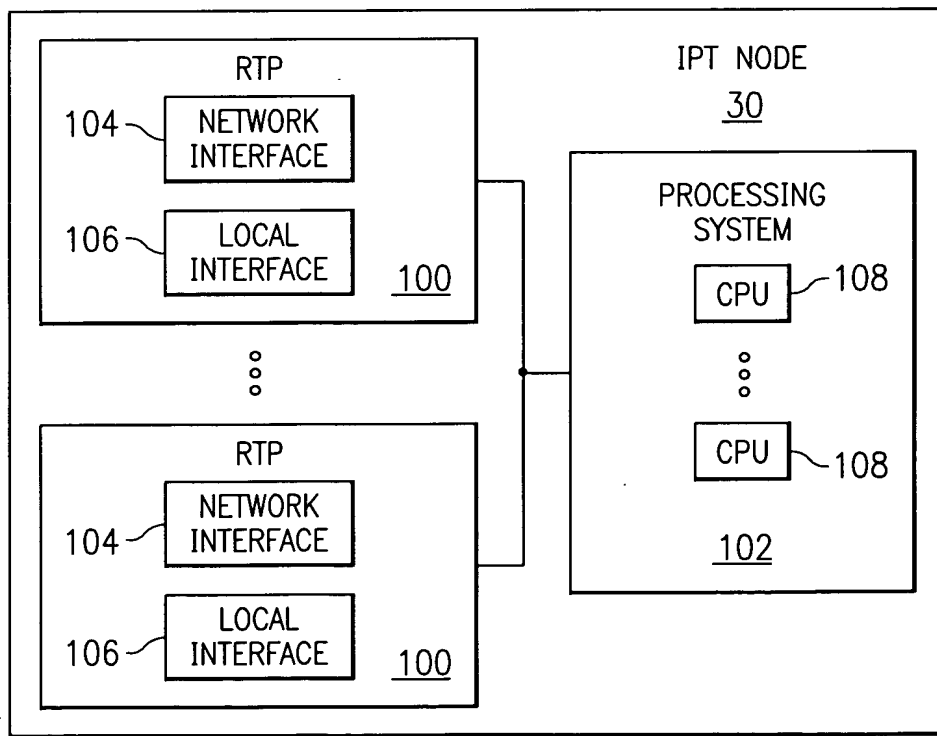 RTP
104
NETWORK
INTERFACE
106
LOCAL
INTERFACE
100
RTP
104
NETWORK
INTERFACE
106
LOCAL
INTERFACE
100
IPT NODE
30
PROCESSING
SYSTEM
CPU
108
CPU
108
102